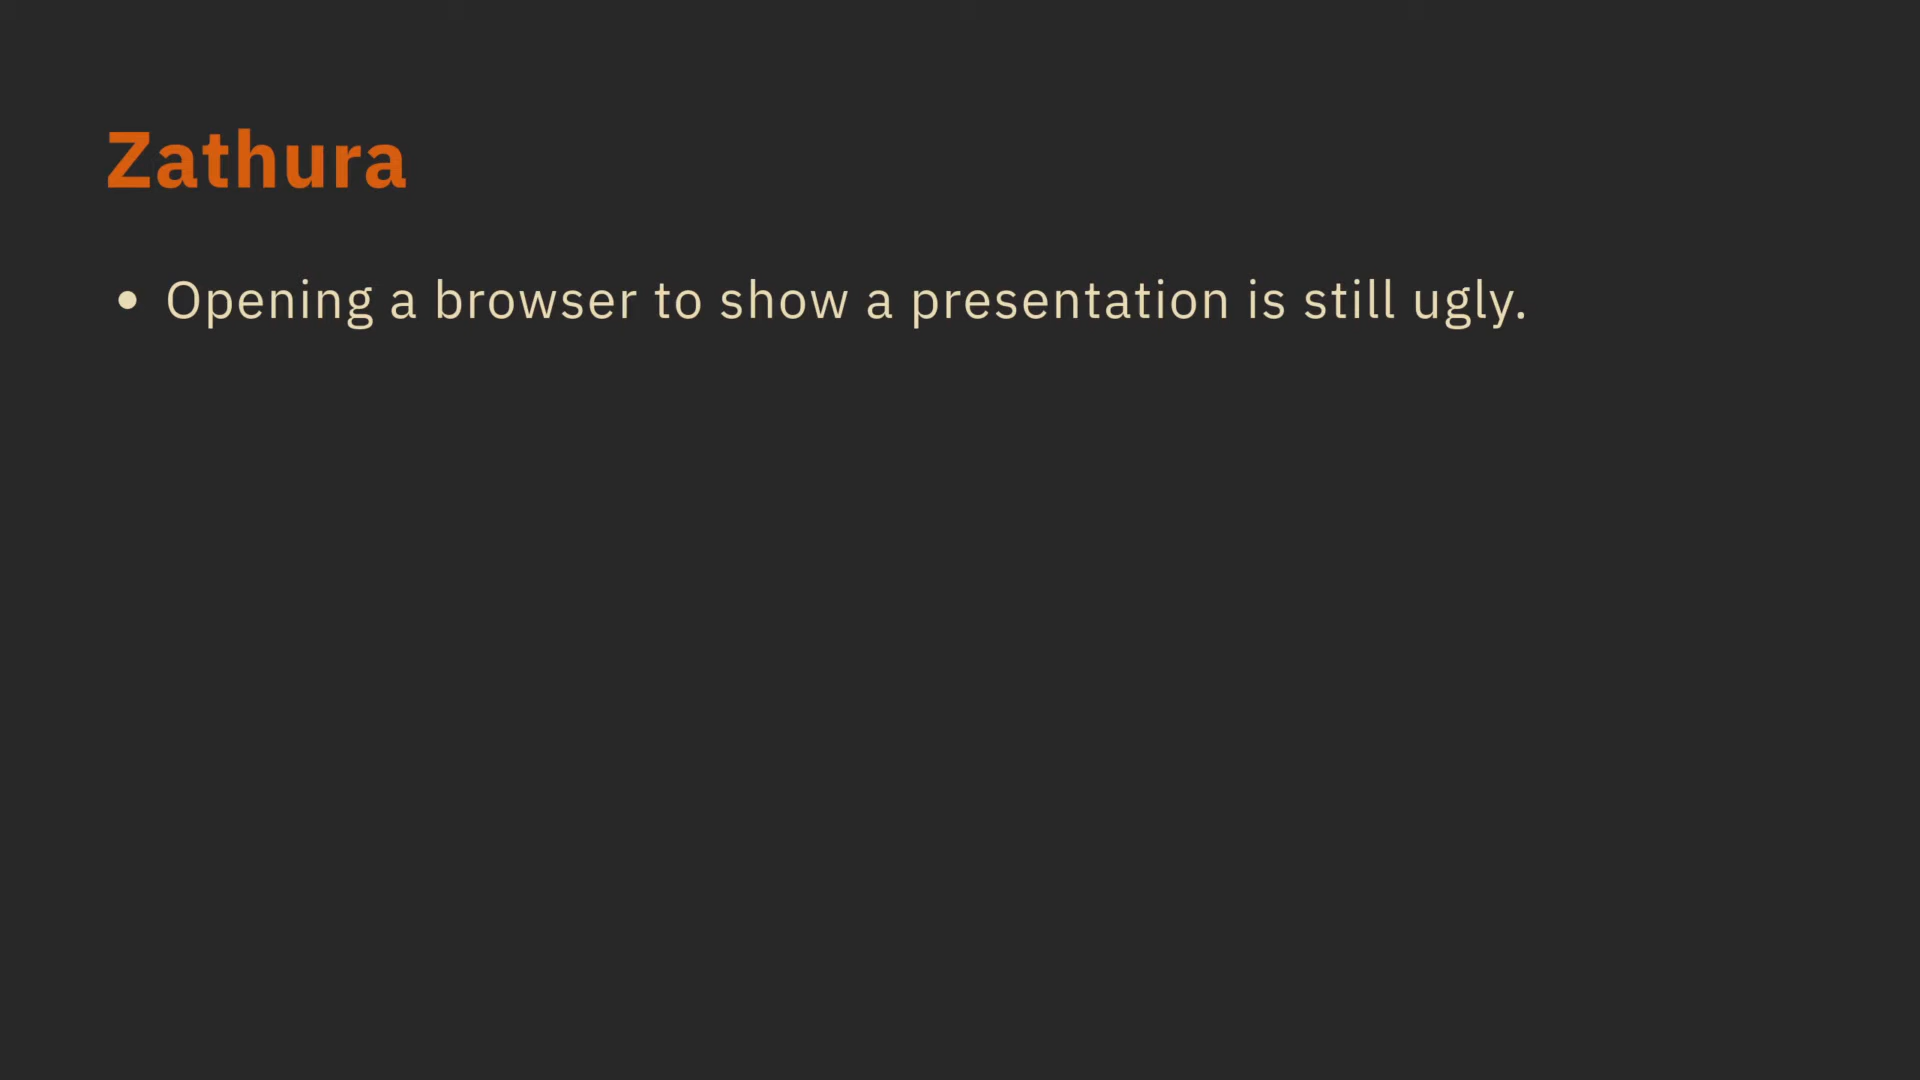 Zathura
• Opening a browser to show a presentation is still ugly.